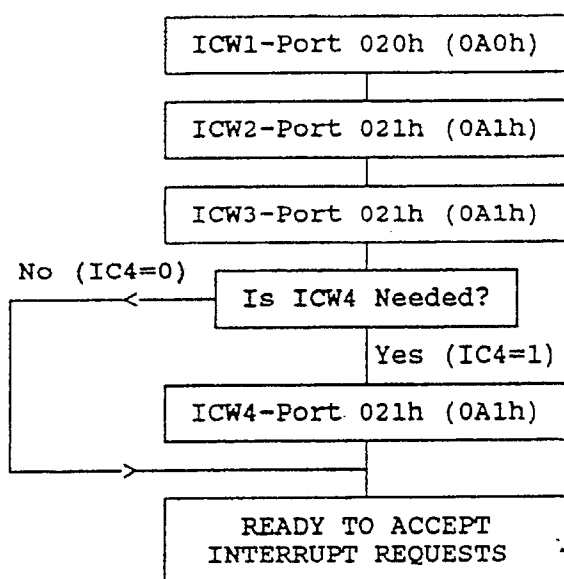 ICW1-Port 020h (0A0h)
ICW2-Port 021h (0A1h)
ICW3-Port 021h (0A1h)
No (IC4=0)
Is ICW4 Needed?
Yes (IC4=1)
ICW4-Port 021h (0A1h)
READY TO ACCEPT
INTERRUPT REQUESTS